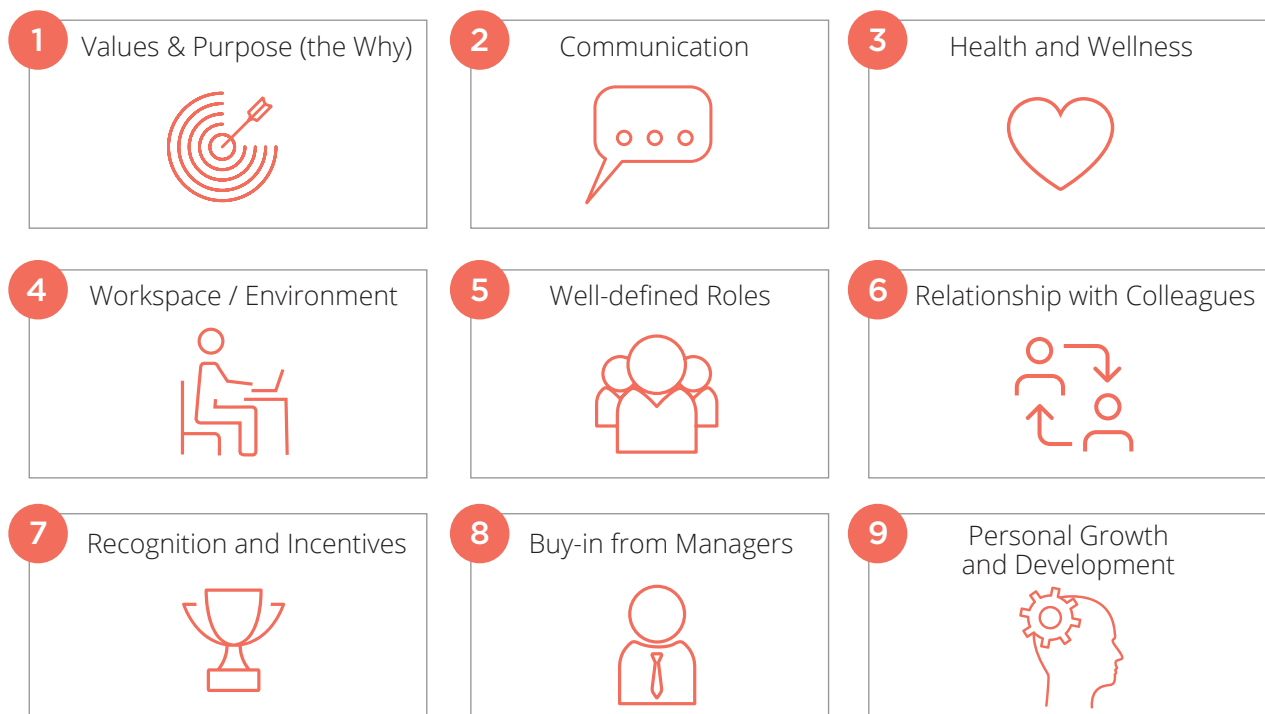 1
Values & Purpose (the Why)
2
Communication
3
Health and Wellness
4
Workspace / Environment
5
Well-defined Roles
6
Relationship with Colleagues
7
Recognition and Incentives
8
Buy-in from Managers
9
Personal Growth
and Development